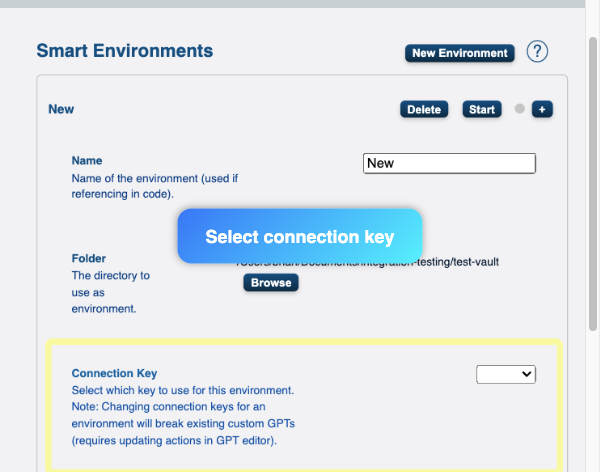 Smart Environments
New Environment
?
New
Delete
Start
+
Name
Name of the environment (used if
referencing in code).
New
Select connection key
Folder
The directory to
use as
environment.
/test-vault
Browse
Connection Key
Select which key to use for this environment.
Note: Changing connection keys for an
environment will break existing custom GPTs
(requires updating actions in GPT editor).